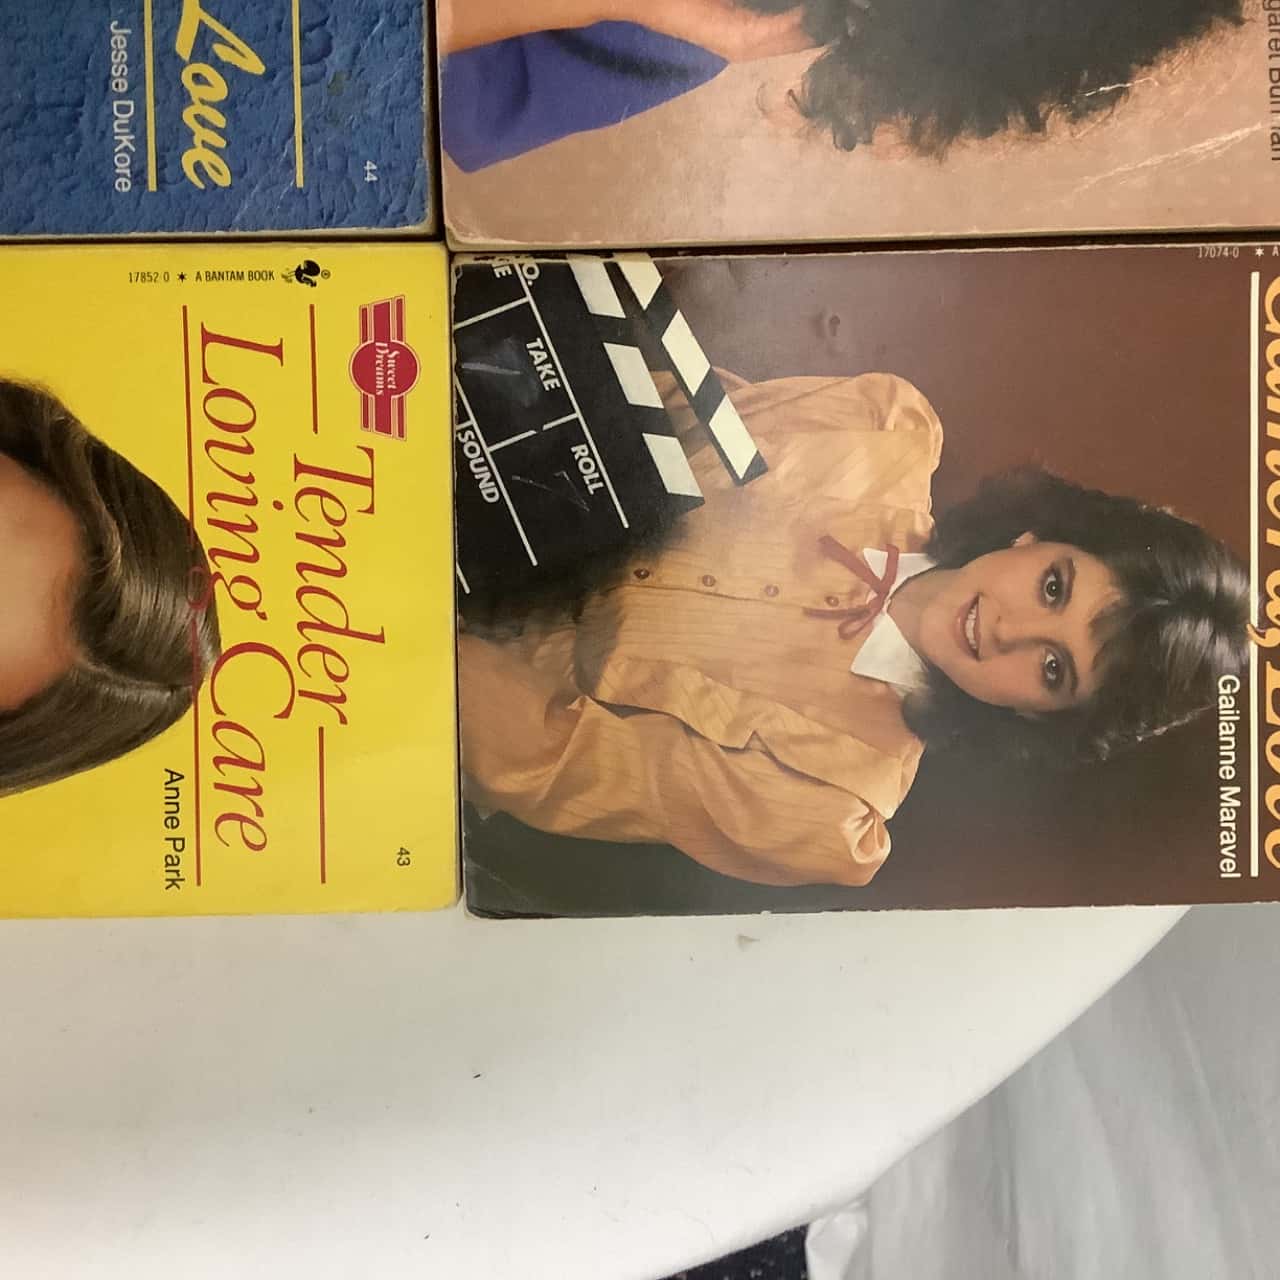 Love
Jesse DuKore
44
17852·0 ★ A BANTAM BOOK
Sweet
Dreams
Tender
Loving Care
Anne Park
43
17074·0 ★ A
Gailanne Maravel
NO.
TAKE
ROLL
SOUND